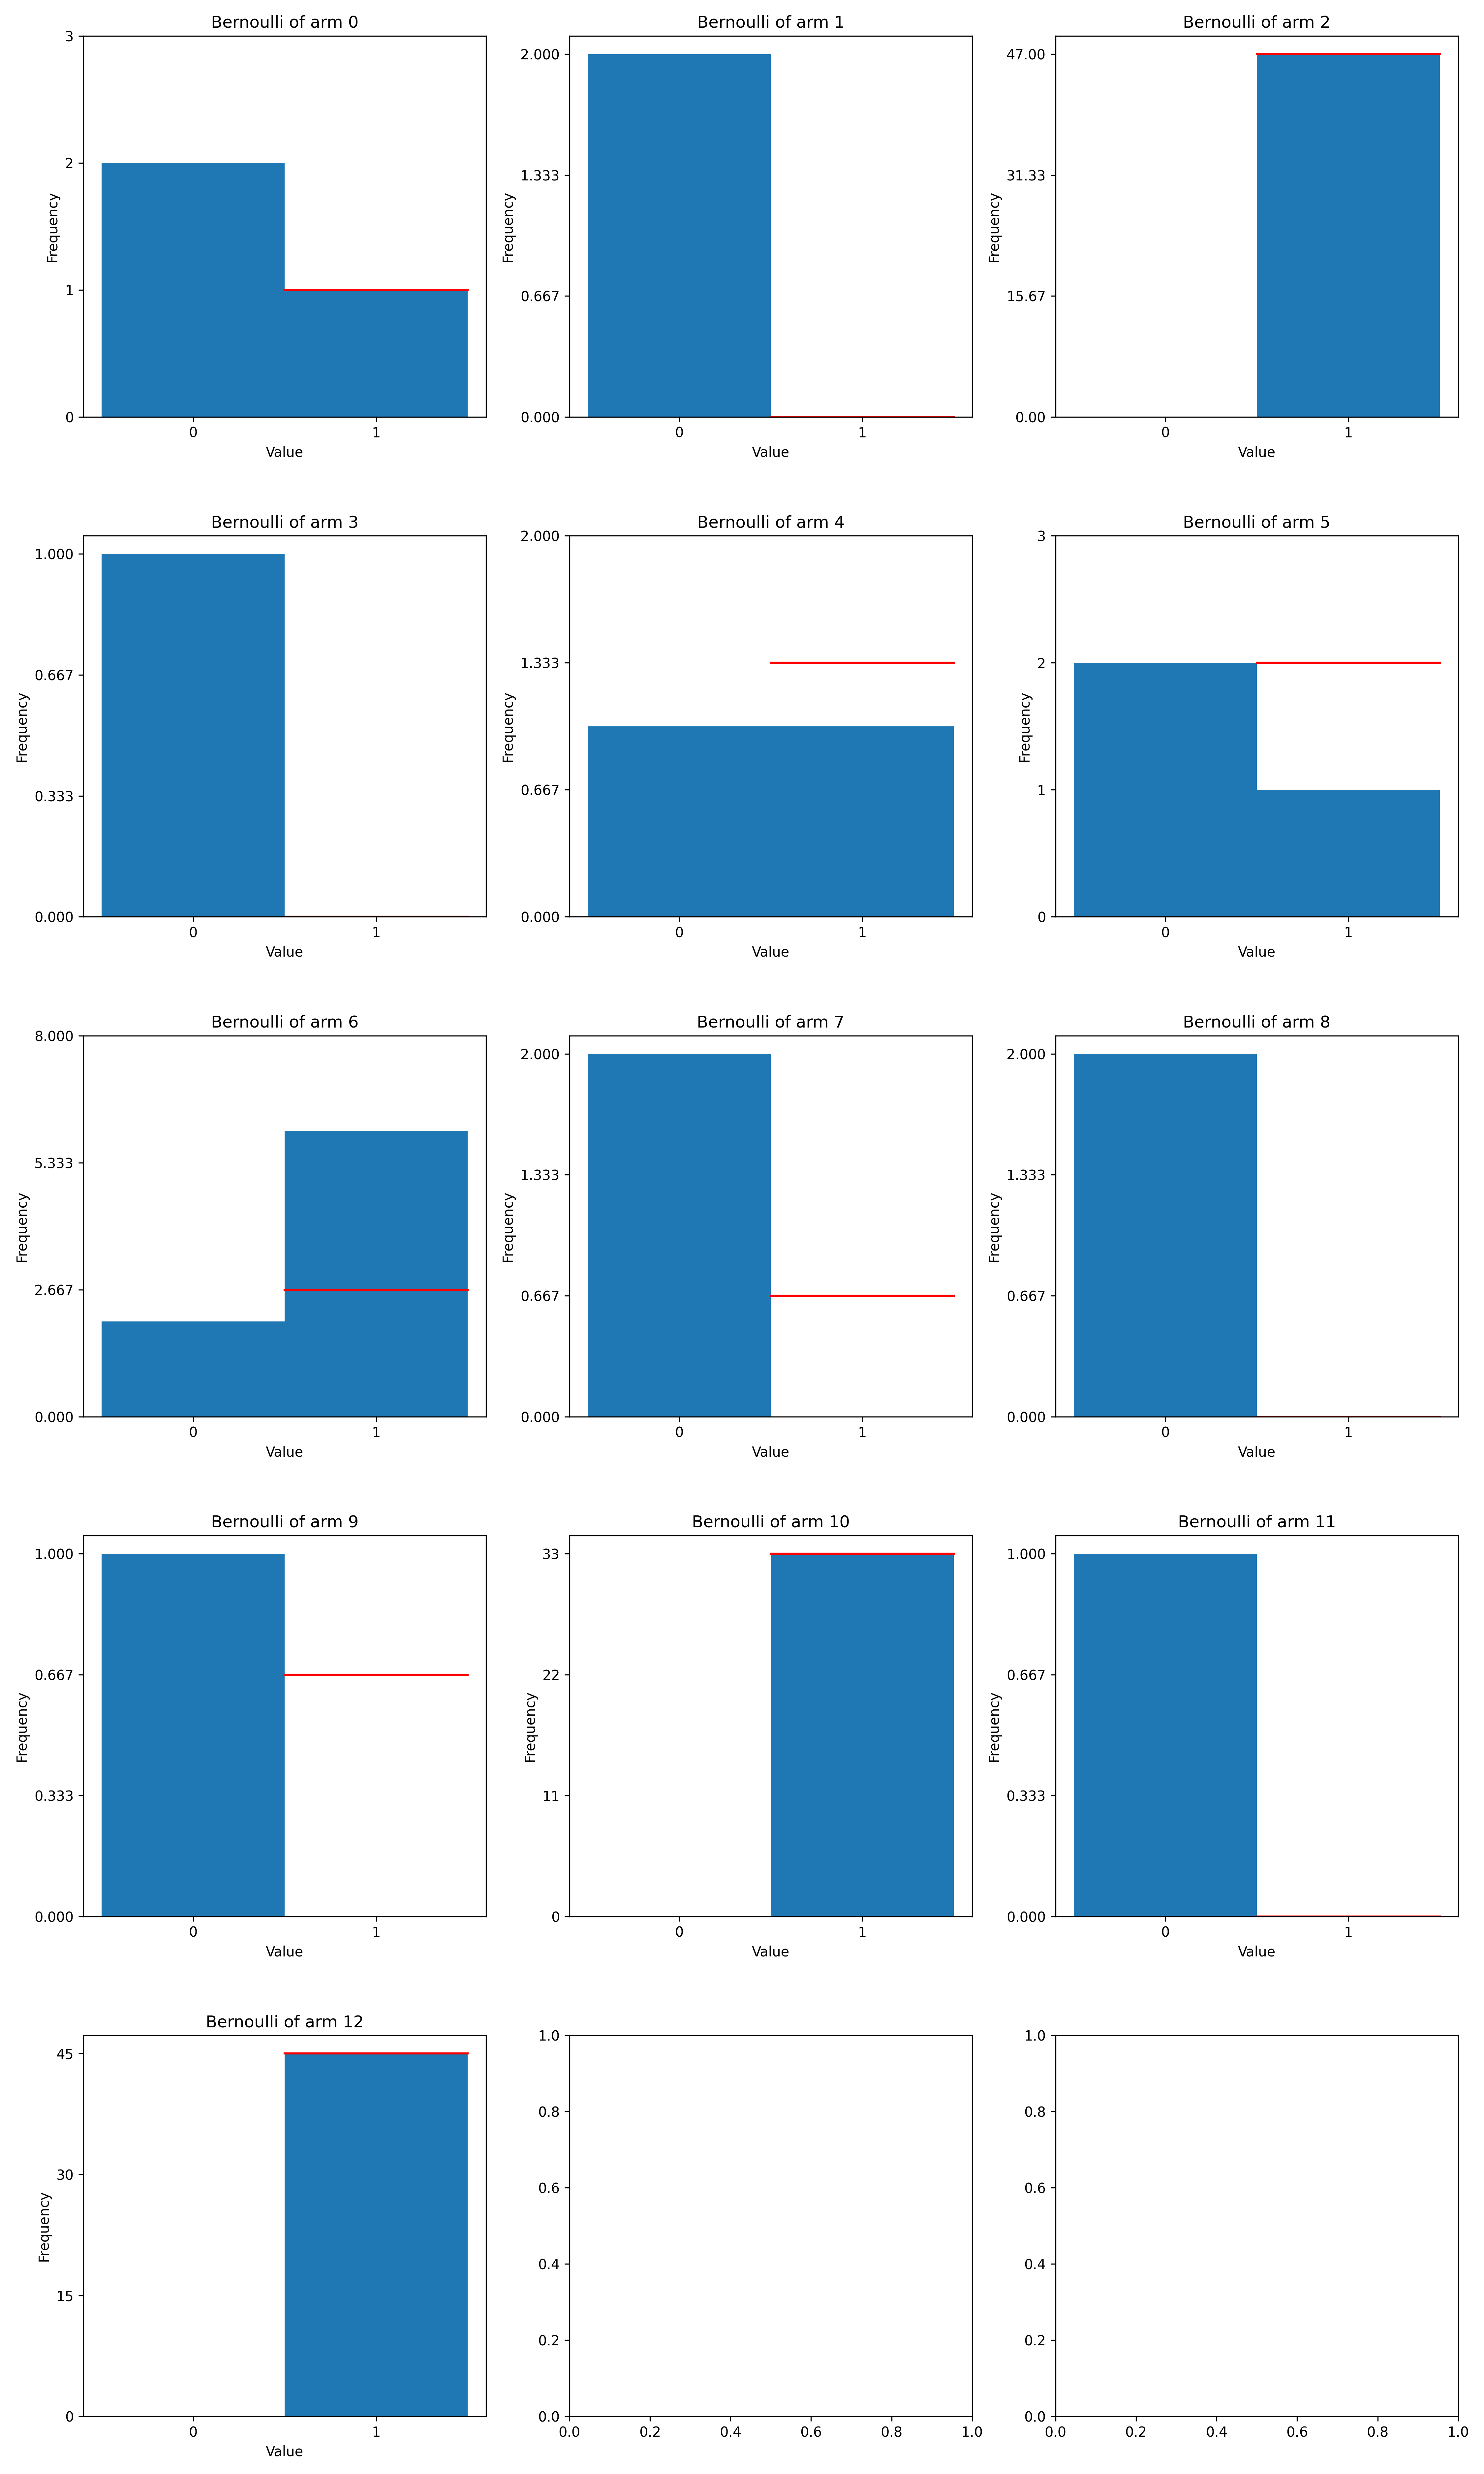 Bernoulli of arm 0
3
2
1
0
Frequency
0 1
Value
Bernoulli of arm 1
2.000
1.333
0.667
0.000
Frequency
0 1
Value
Bernoulli of arm 2
47.00
31.33
15.67
0.00
Frequency
0 1
Value
Bernoulli of arm 3
1.000
0.667
0.333
0.000
Frequency
0 1
Value
Bernoulli of arm 4
2.000
1.333
0.667
0.000
Frequency
0 1
Value
Bernoulli of arm 5
3
2
1
0
Frequency
0 1
Value
Bernoulli of arm 6
8.000
5.333
2.667
0.000
Frequency
0 1
Value
Bernoulli of arm 7
2.000
1.333
0.667
0.000
Frequency
0 1
Value
Bernoulli of arm 8
2.000
1.333
0.667
0.000
Frequency
0 1
Value
Bernoulli of arm 9
1.000
0.667
0.333
0.000
Frequency
0 1
Value
Bernoulli of arm 10
33
22
11
0
Frequency
0 1
Value
Bernoulli of arm 11
1.000
0.667
0.333
0.000
Frequency
0 1
Value
Bernoulli of arm 12
45
30
15
0
Frequency
0 1
Value
1.0
0.8
0.6
0.4
0.2
0.0
0.0 0.2 0.4 0.6 0.8 1.0
1.0
0.8
0.6
0.4
0.2
0.0
0.0 0.2 0.4 0.6 0.8 1.0